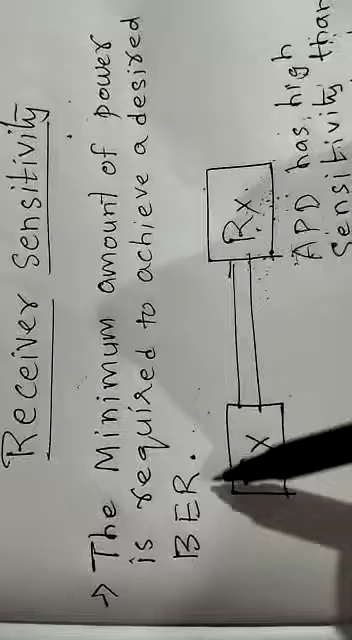 Receiver Sensitivity
→ The Minimum amount of power
is required to achieve a desired
BER.
Rx
APD has high
Sensitivity than